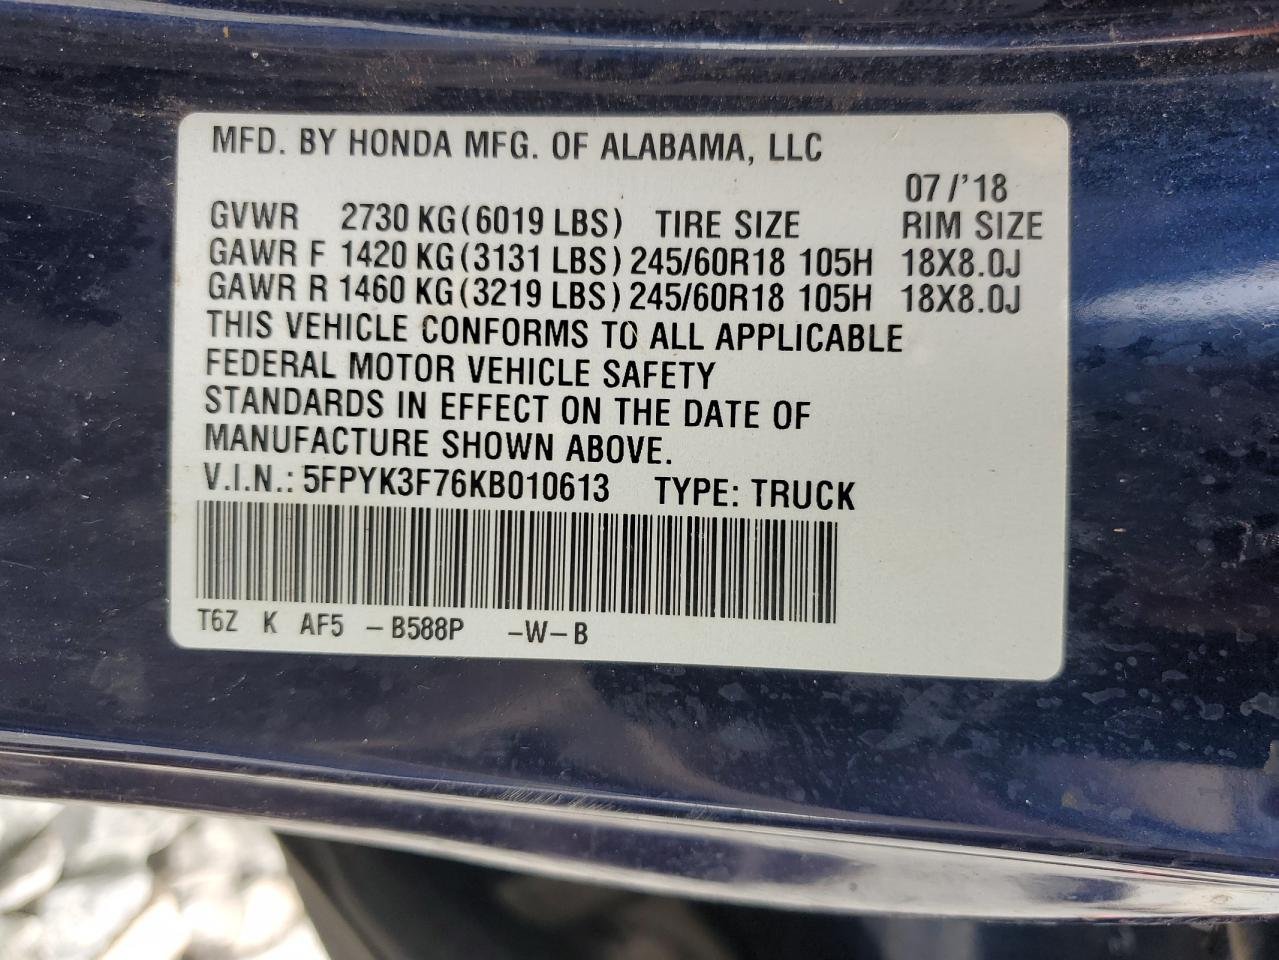 MFD. BY HONDA MFG. OF ALABAMA, LLC
07/'18
GVWR 2730 KG(6019 LBS) TIRE SIZE RIM SIZE
GAWR F 1420 KG(3131 LBS) 245/60R18 105H 18X8.0J
GAWR R 1460 KG(3219 LBS) 245/60R18 105H 18X8.0J
THIS VEHICLE CONFORMS TO ALL APPLICABLE
FEDERAL MOTOR VEHICLE SAFETY
STANDARDS IN EFFECT ON THE DATE OF
MANUFACTURE SHOWN ABOVE.
V.I.N.: 5FPYK3F76KB010613 TYPE: TRUCK
T6Z K AF5 -B588P -W-B